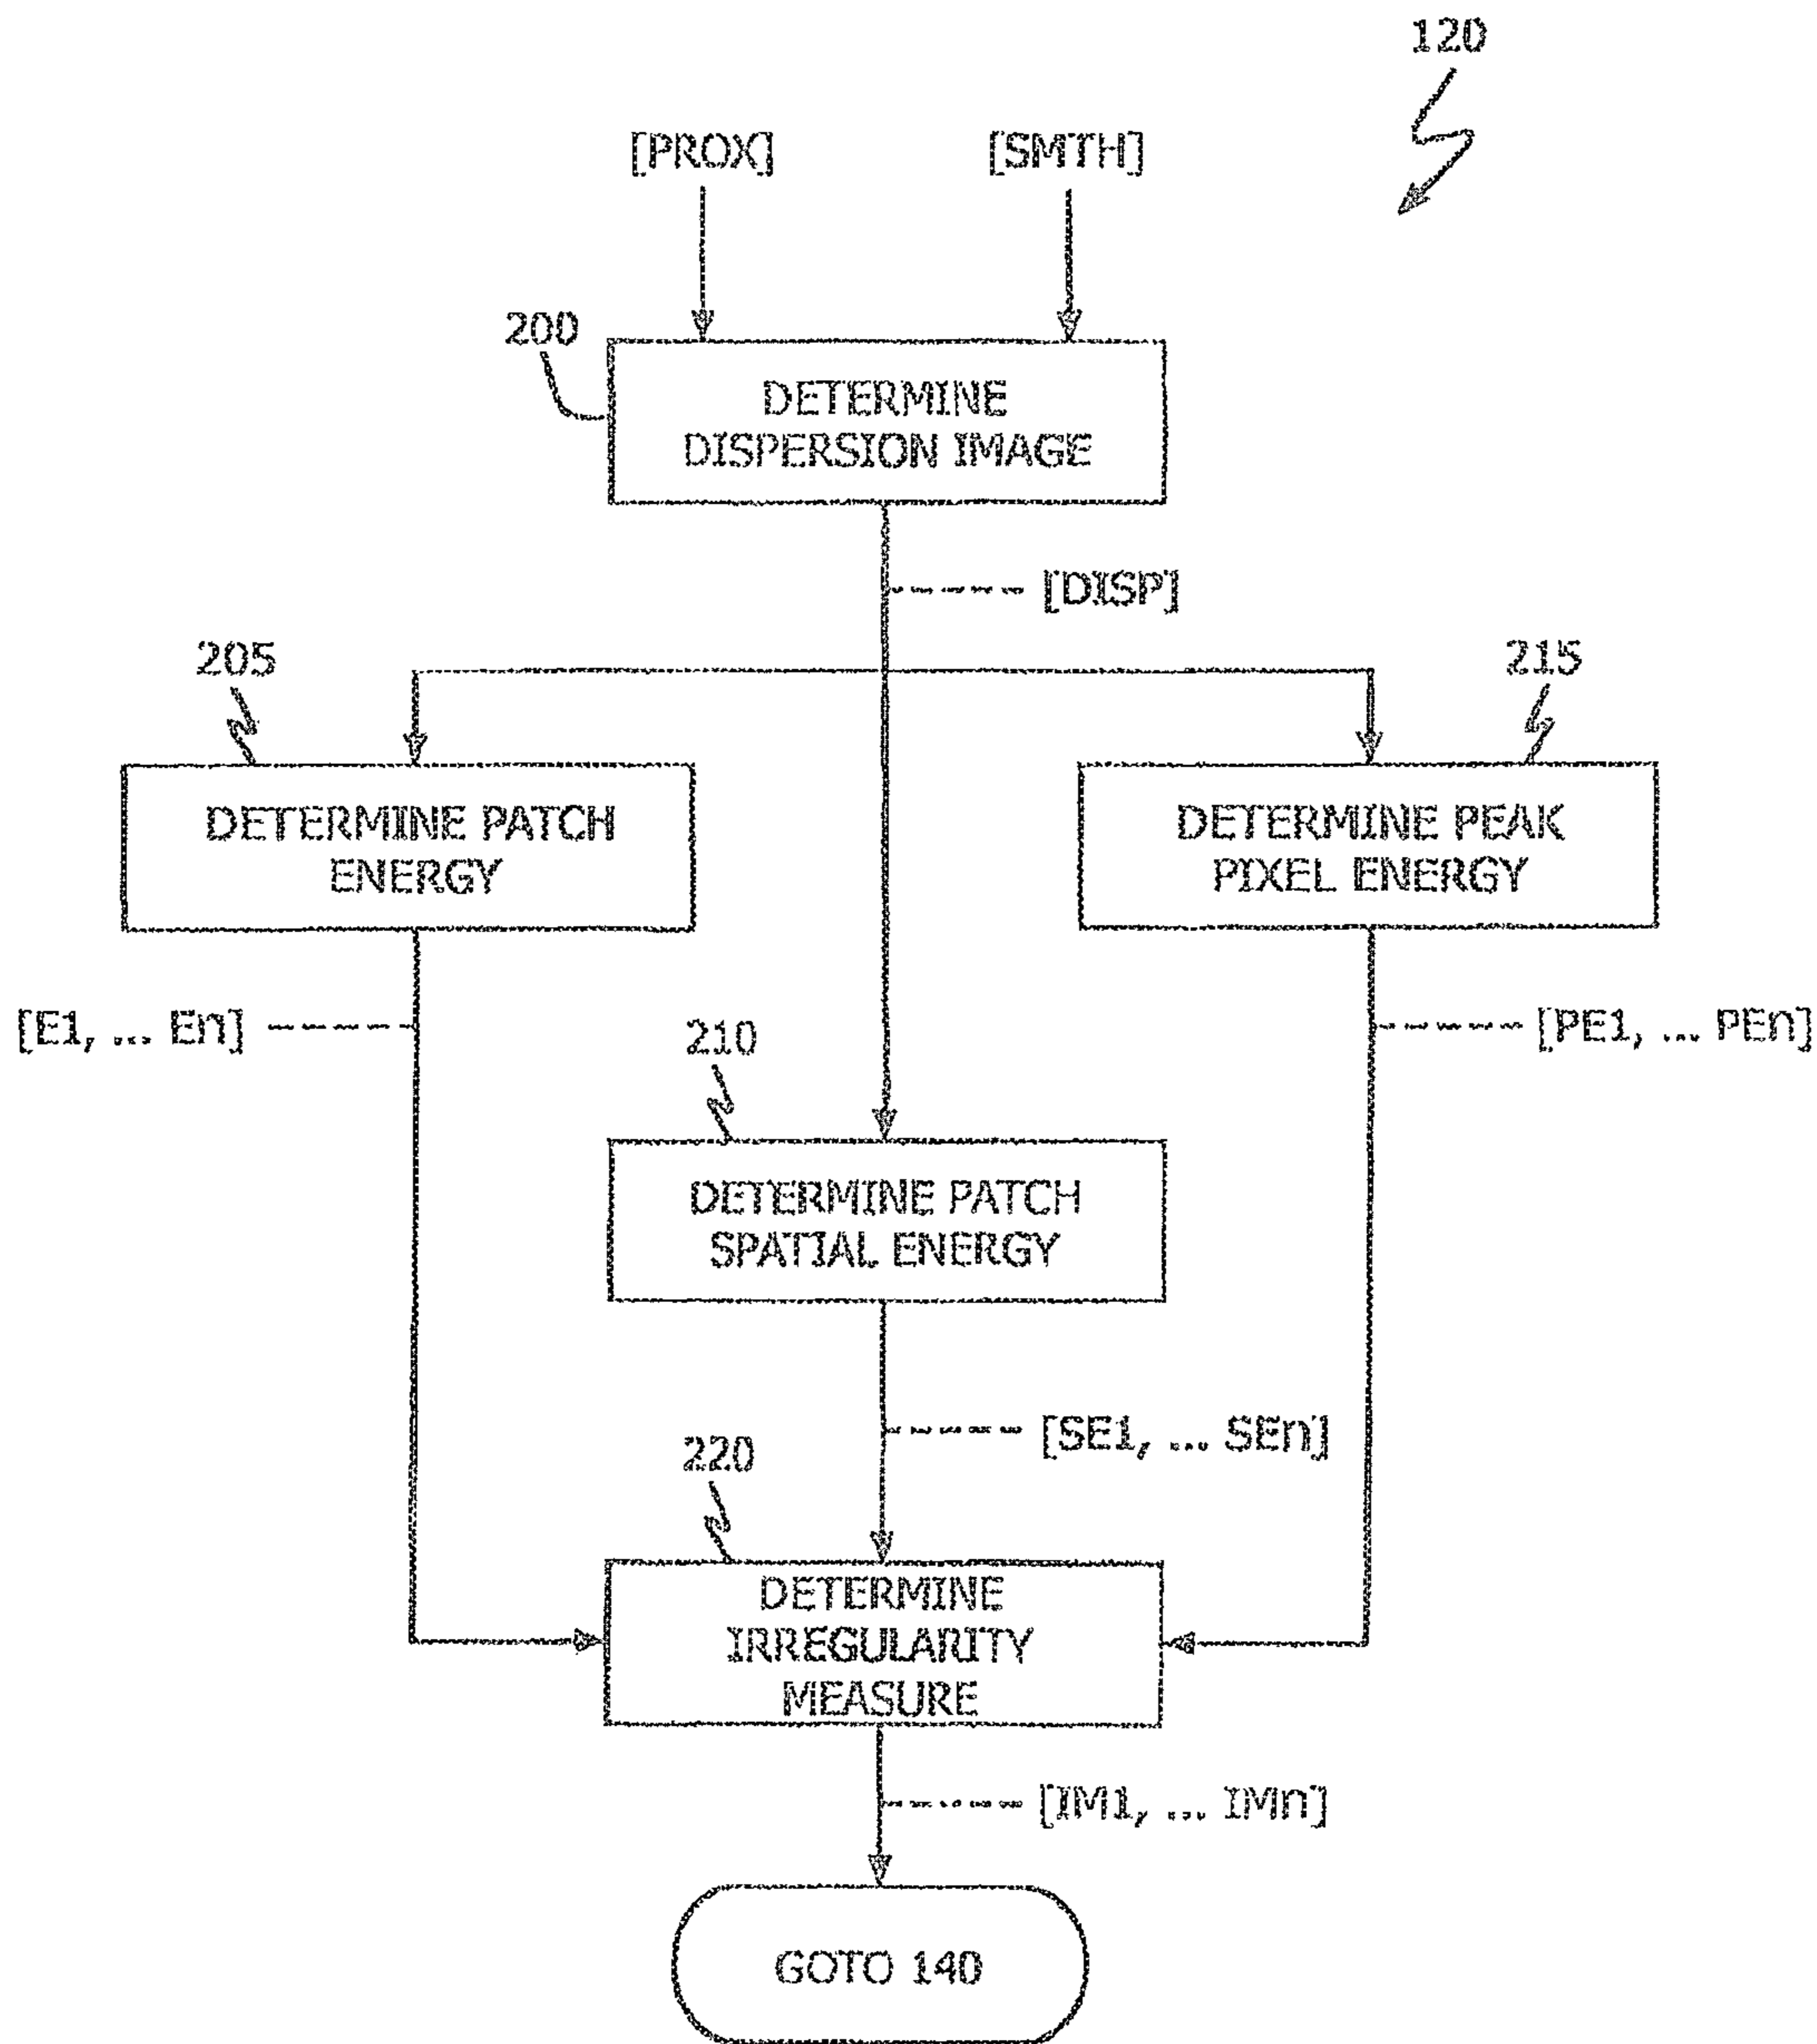 120
[PROX] [SMTH]
200
DETERMINE
DISPERSION IMAGE
[DISP]
205
215
DETERMINE PATCH
ENERGY
DETERMINE PEAK
PIXEL ENERGY
[E1, ... En]
210
[PE1, ... PEn]
DETERMINE PATCH
SPATIAL ENERGY
[SE1, ... SEn]
220
DETERMINE
IRREGULARITY
MEASURE
[IM1, ... IMn]
GOTO 140